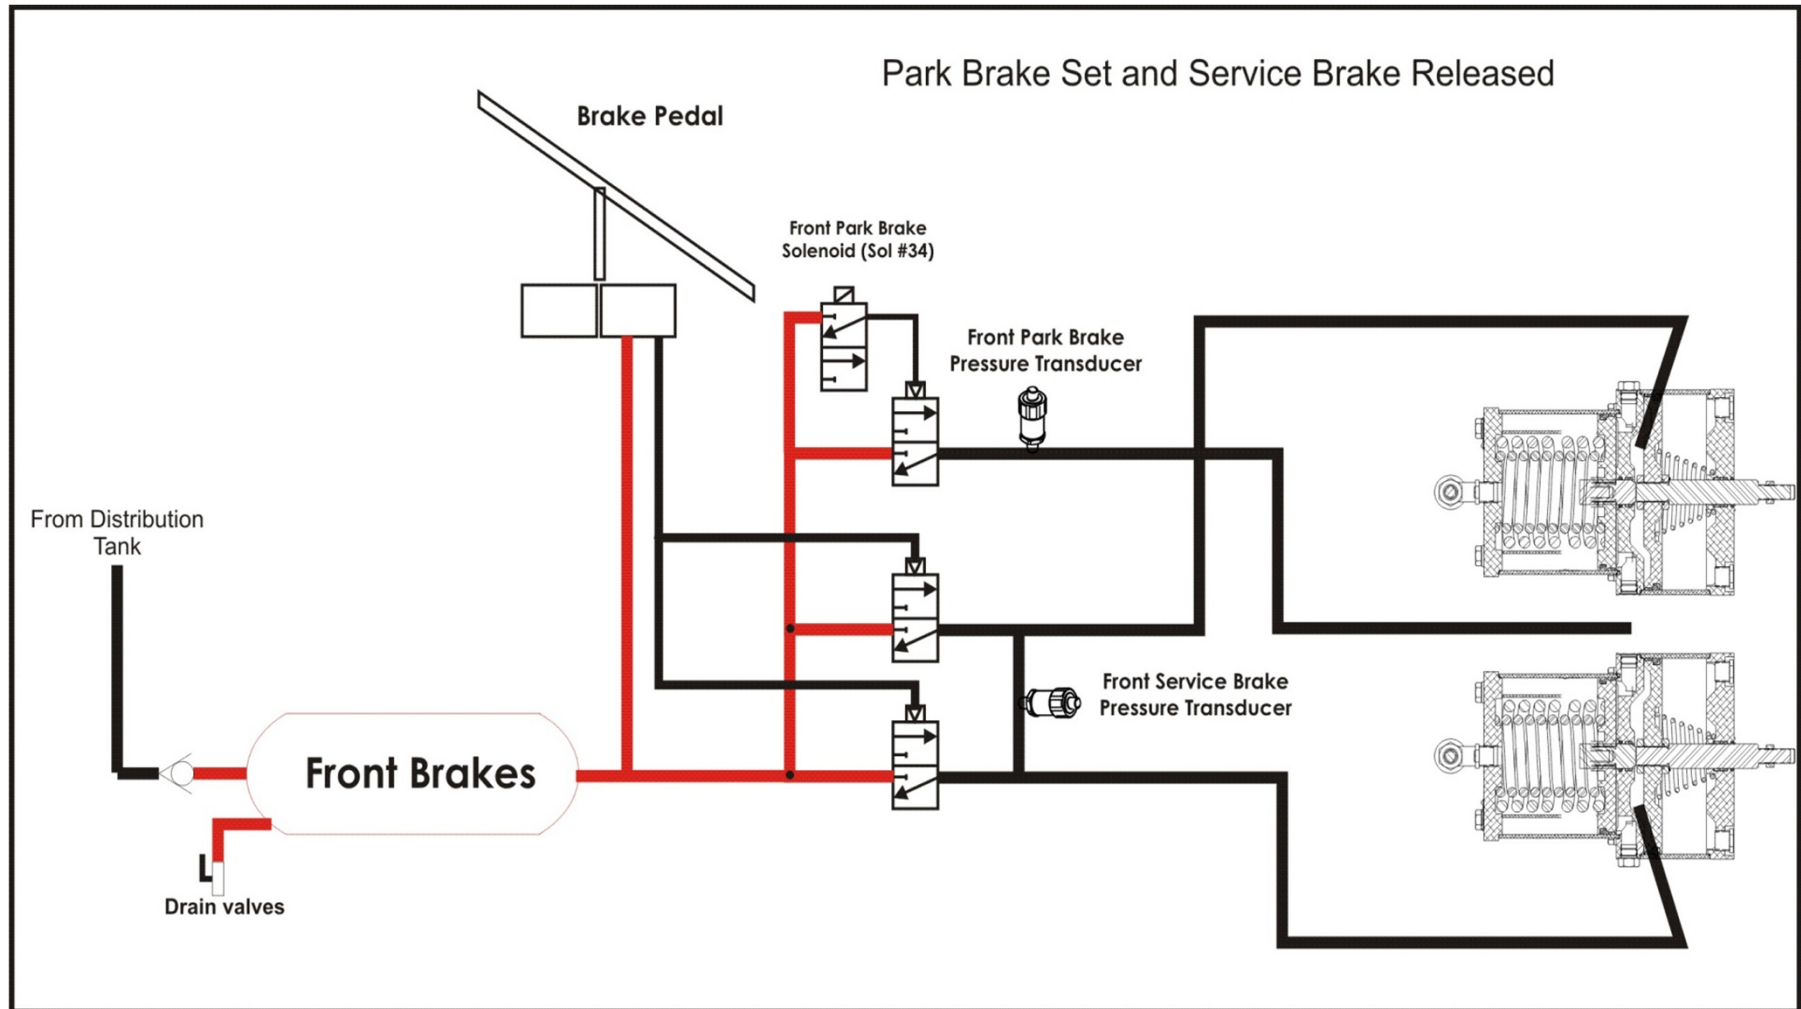 Park Brake Set and Service Brake Released
Brake Pedal
Front Park Brake
Solenoid (Sol #34)
Front Park Brake
Pressure Transducer
From Distribution
Tank
Front Service Brake
Pressure Transducer
Front Brakes
Drain valves